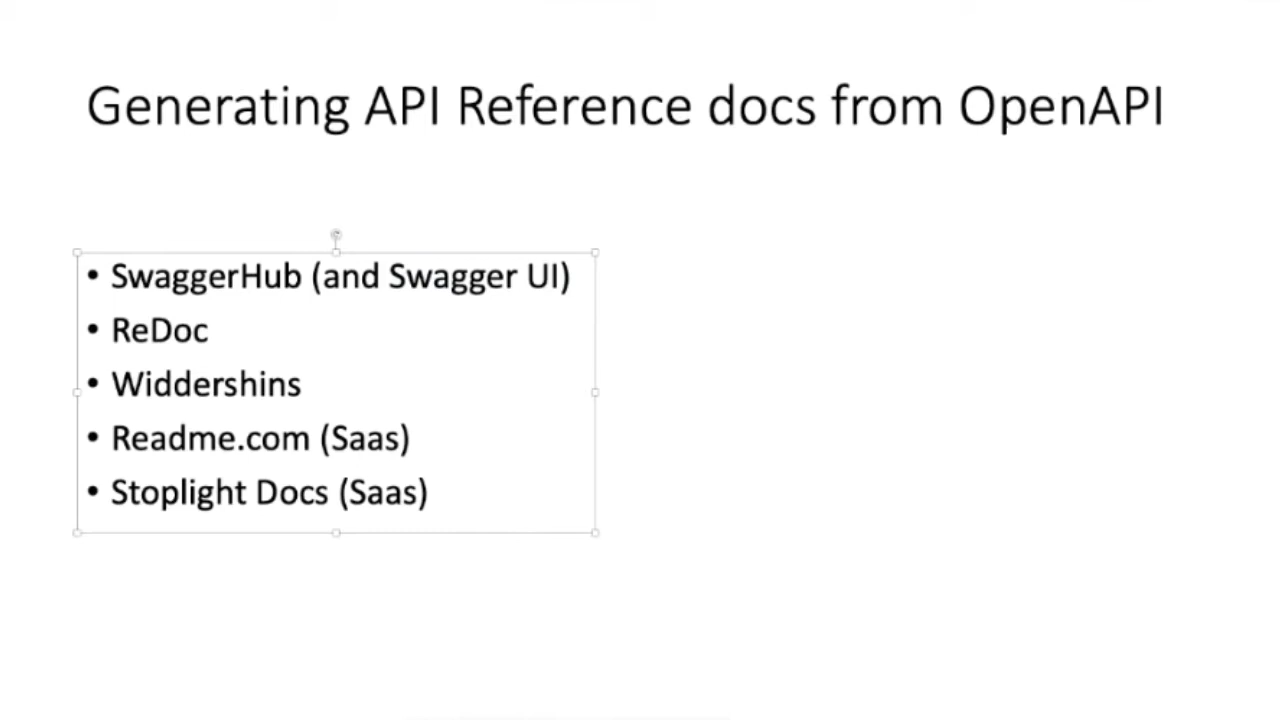 Generating API Reference docs from OpenAPI
• SwaggerHub (and Swagger UI)
• ReDoc
• Widdershins
• Readme.com (Saas)
• Stoplight Docs (Saas)